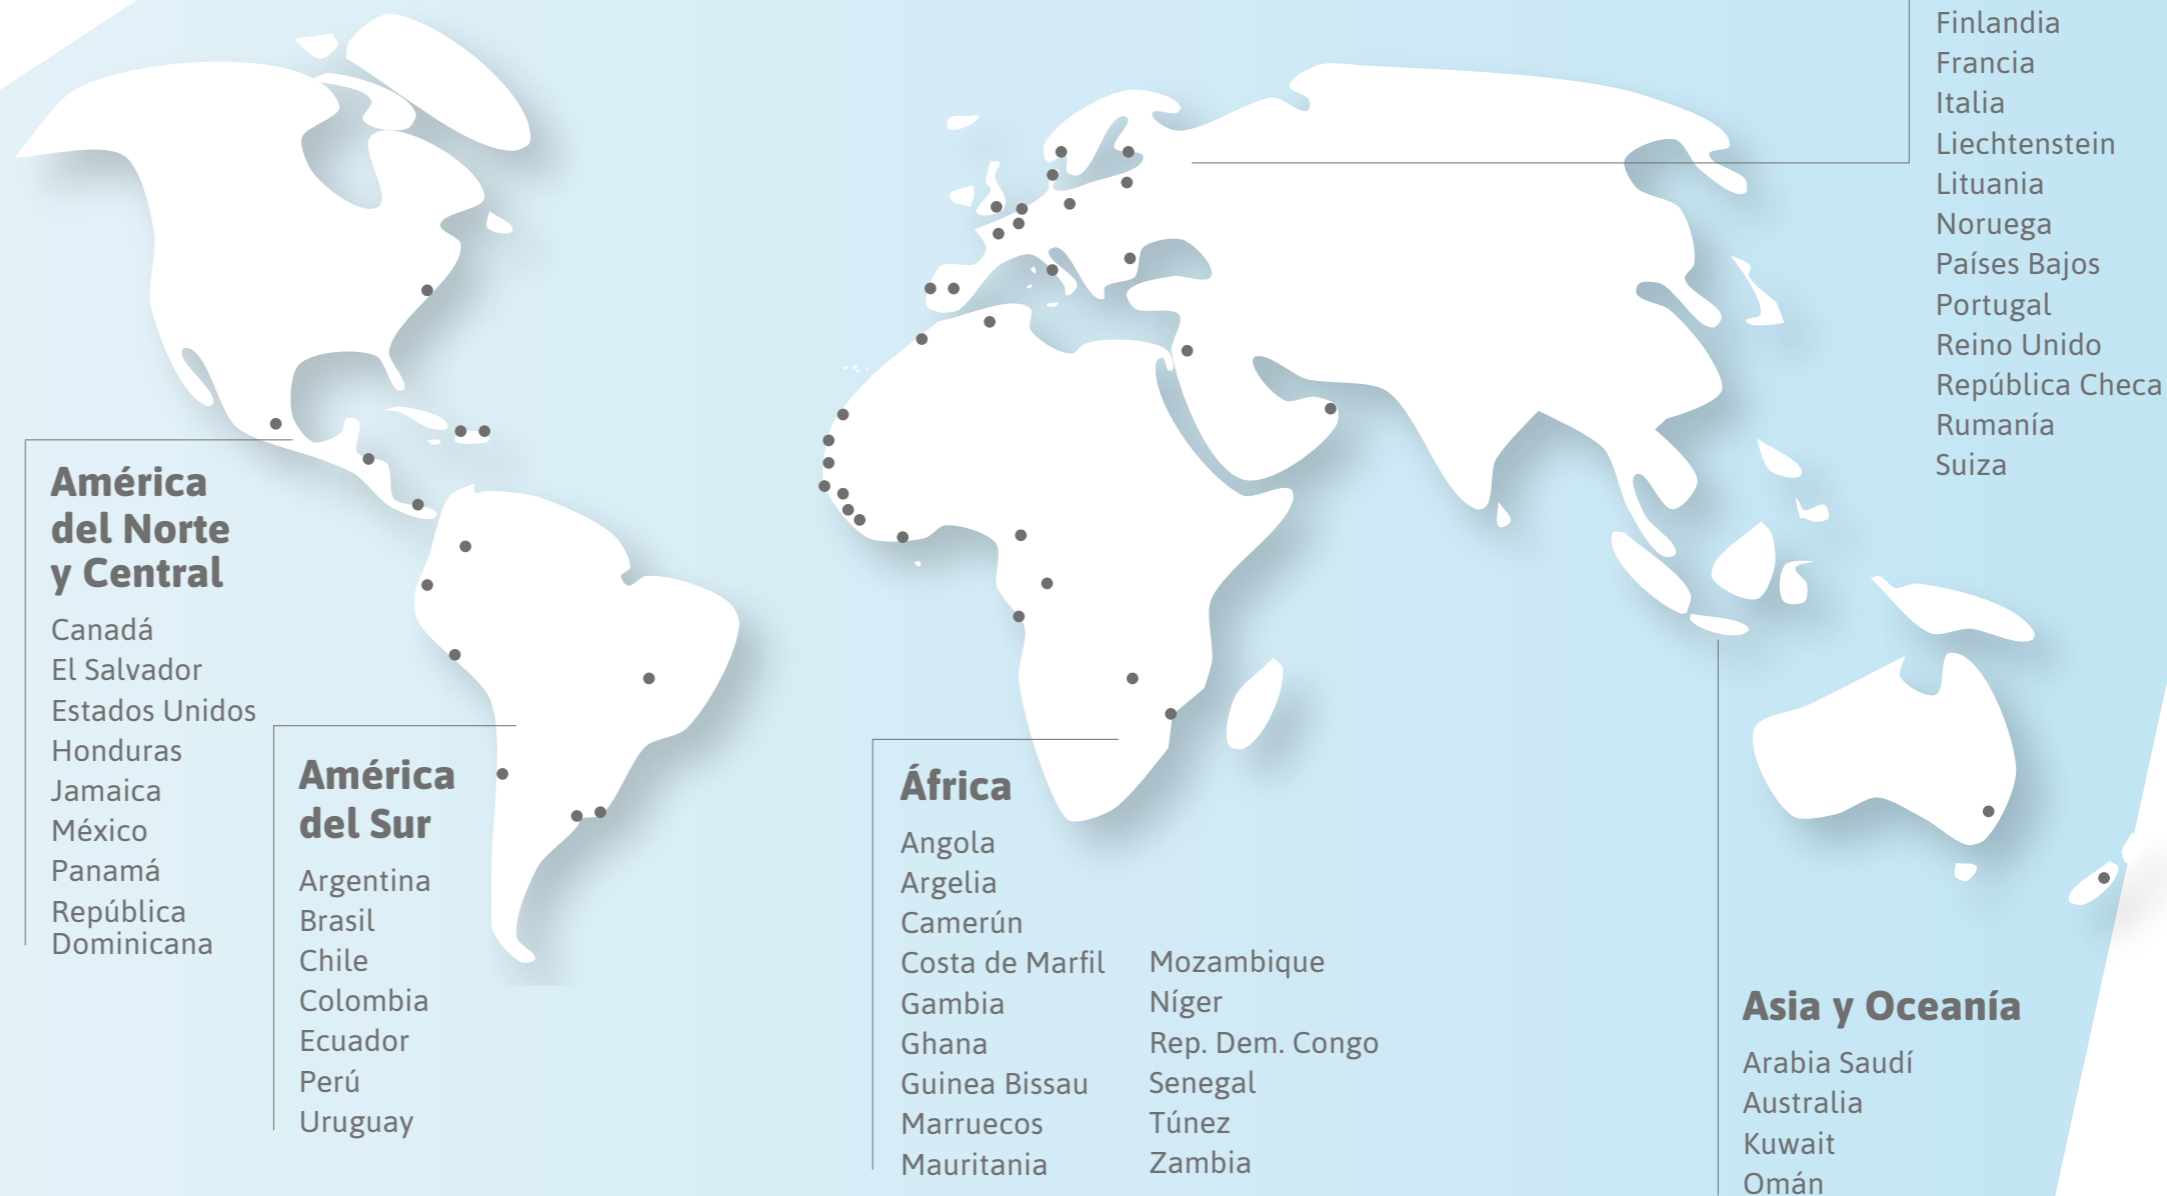 Finlandia
Francia
Italia
Liechtenstein
Lituania
Noruega
Países Bajos
Portugal
Reino Unido
República Checa
Rumanía
Suiza
América
del Norte
y Central
Canadá
El Salvador
Estados Unidos
Honduras
Jamaica
México
Panamá
República
Dominicana
América
del Sur
Argentina
Brasil
Chile
Colombia
Ecuador
Perú
Uruguay
África
Angola
Argelia
Camerún
Costa de Marfil
Gambia
Ghana
Guinea Bissau
Marruecos
Mauritania
Mozambique
Níger
Rep. Dem. Congo
Senegal
Túnez
Zambia
Asia y Oceanía
Arabia Saudí
Australia
Kuwait
Omán